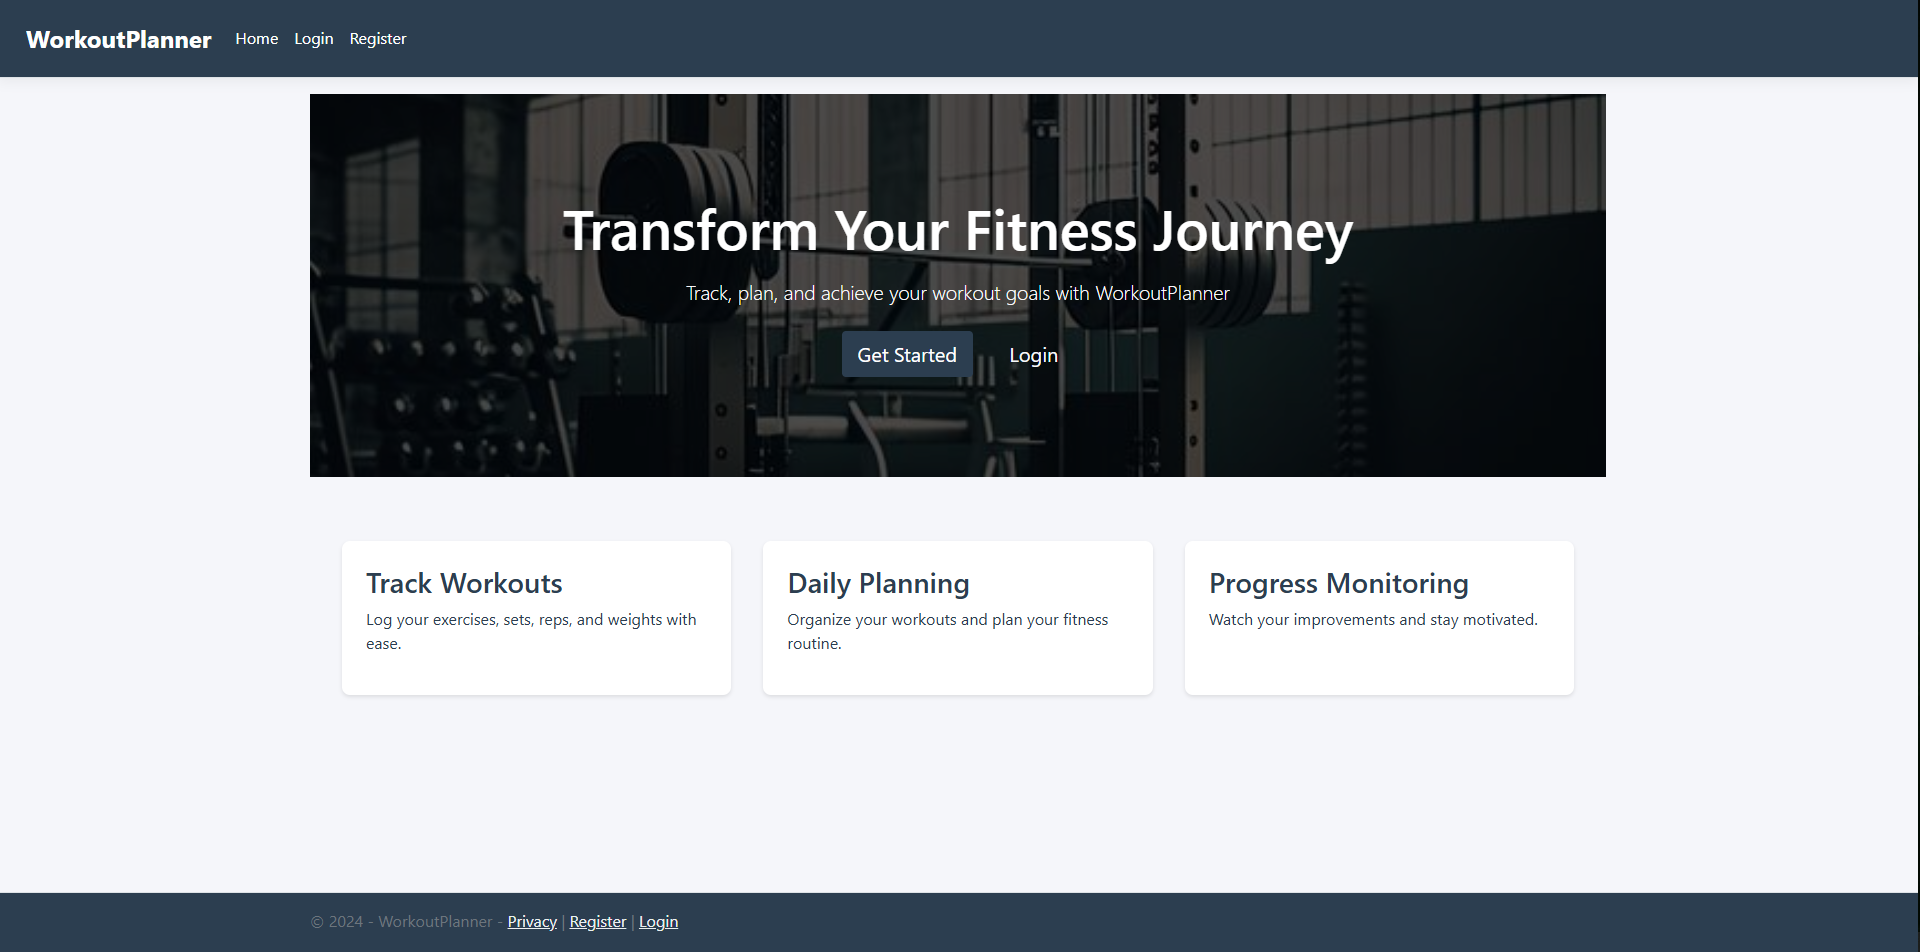 WorkoutPlanner Home Login Register
Transform Your Fitness Journey
Track, plan, and achieve your workout goals with WorkoutPlanner
Get Started Login
Track Workouts
Log your exercises, sets, reps, and weights with
ease.
Daily Planning
Organize your workouts and plan your fitness
routine.
Progress Monitoring
Watch your improvements and stay motivated.
© 2024 - WorkoutPlanner - Privacy | Register | Login